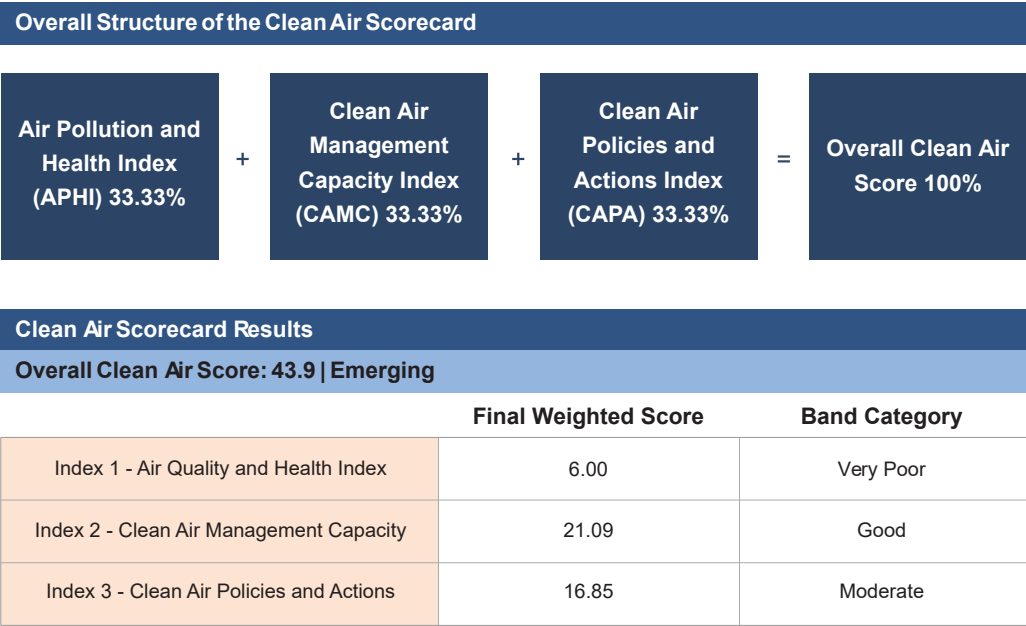 Overall Structure of the Clean Air Scorecard
Air Pollution and
Health Index
(APHI) 33.33%
+
Clean Air
Management
Capacity Index
(CAMC) 33.33%
+
Clean Air
Policies and
Actions Index
(CAPA) 33.33%
=
Overall Clean Air
Score 100%
Clean Air Scorecard Results
Overall Clean Air Score: 43.9 | Emerging
Final Weighted Score Band Category
Index 1 - Air Quality and Health Index 6.00 Very Poor
Index 2 - Clean Air Management Capacity 21.09 Good
Index 3 - Clean Air Policies and Actions 16.85 Moderate